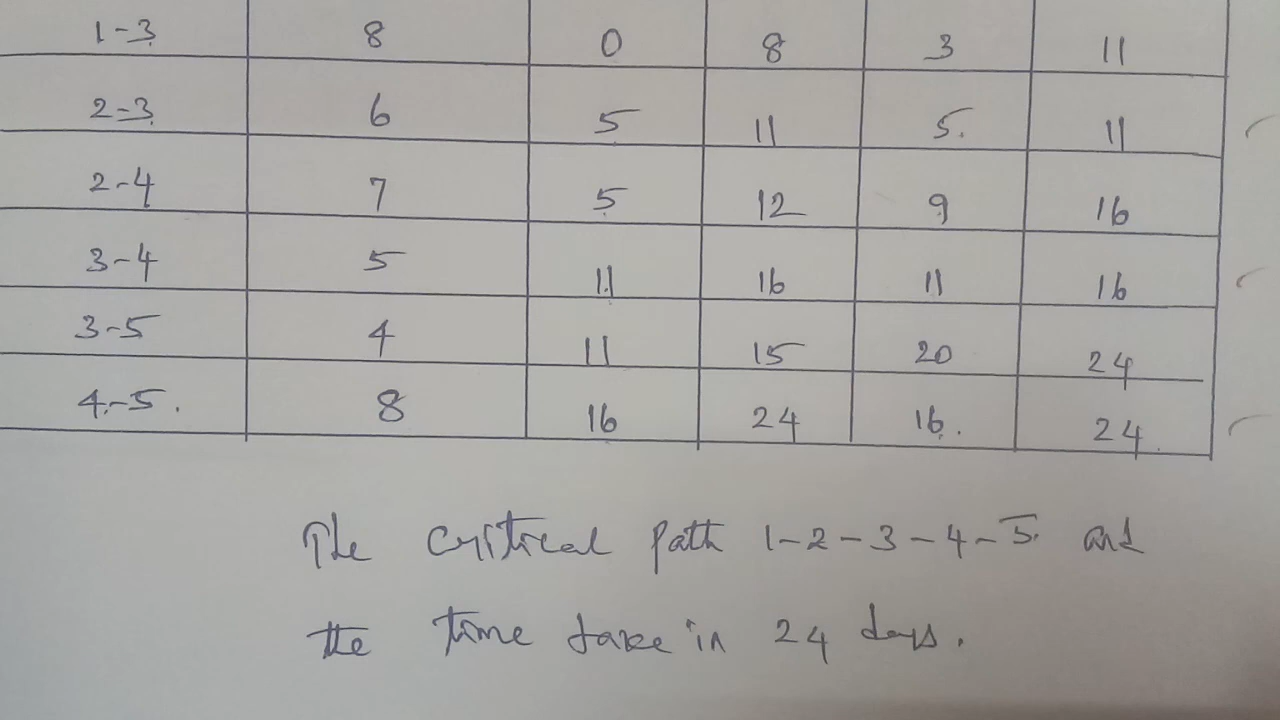 1-3 8 0 8 3 11
2-3 6 5 11 5. 11
2-4 7 5 12 9 16
3-4 5 11 16 11 16
3-5 4 11 15 20 24
4-5. 8 16 24 16. 24
The critical path 1-2-3-4-5. and
the time take in 24 days.